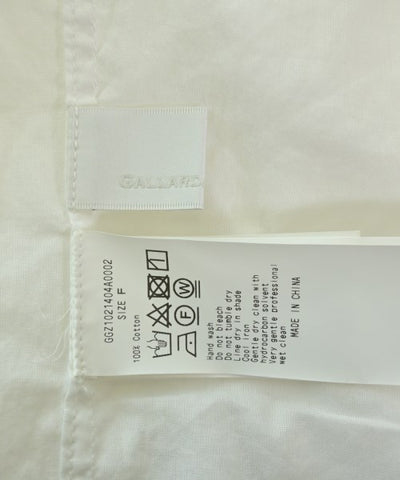 GALLARD
GGZ1021404A0002
SIZE F
100% Cotton
F W
Hand wash
Do not bleach
Do not tumble dry
Line dry in shade
Cool iron
Gentle dry clean with
hydrocarbon solvent
Very gentle professional
wet clean
MADE IN CHINA